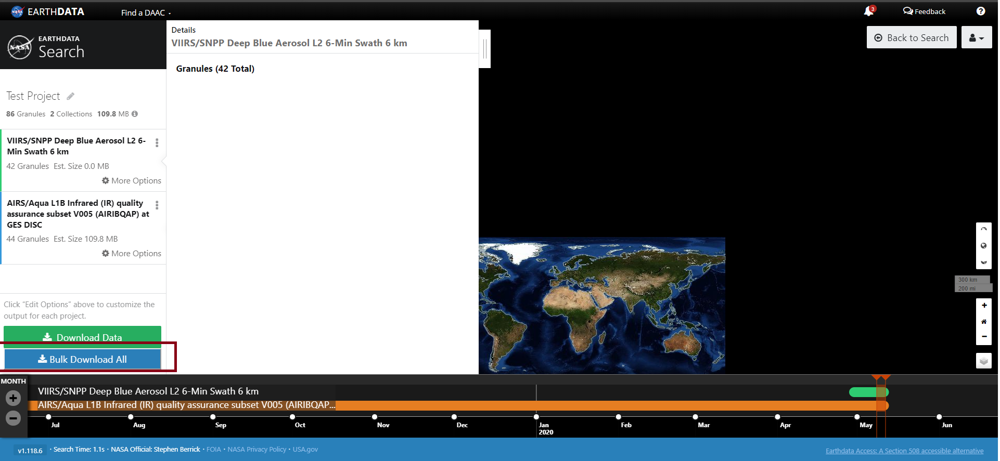 EARTHDATA
Find a DAAC
3
Feedback
?
EARTHDATA
Search
NASA
Details
VIIRS/SNPP Deep Blue Aerosol L2 6-Min Swath 6 km
Back to Search
Granules (42 Total)
Test Project
86 Granules 2 Collections 109.8 MB
VIIRS/SNPP Deep Blue Aerosol L2 6-
Min Swath 6 km
42 Granules Est. Size 0.0 MB
More Options
AIRS/Aqua L1B Infrared (IR) quality
assurance subset V005 (AIRIBQAP) at
GES DISC
44 Granules Est. Size 109.8 MB
More Options
300 km
200 mi
Click “Edit Options” above to customize the
output for each project.
Download Data
Bulk Download All
MONTH
VIIRS/SNPP Deep Blue Aerosol L2 6-Min Swath 6 km
AIRS/Aqua L1B Infrared (IR) quality assurance subset V005 (AIRIBQAP...
Jul Aug Sep Oct Nov Dec Jan Feb Mar Apr May Jun
2020
v1.118.6 · Search Time: 1.1s · NASA Official: Stephen Berrick · FOIA · NASA Privacy Policy · USA.gov
Earthdata Access: A Section 508 accessible alternative